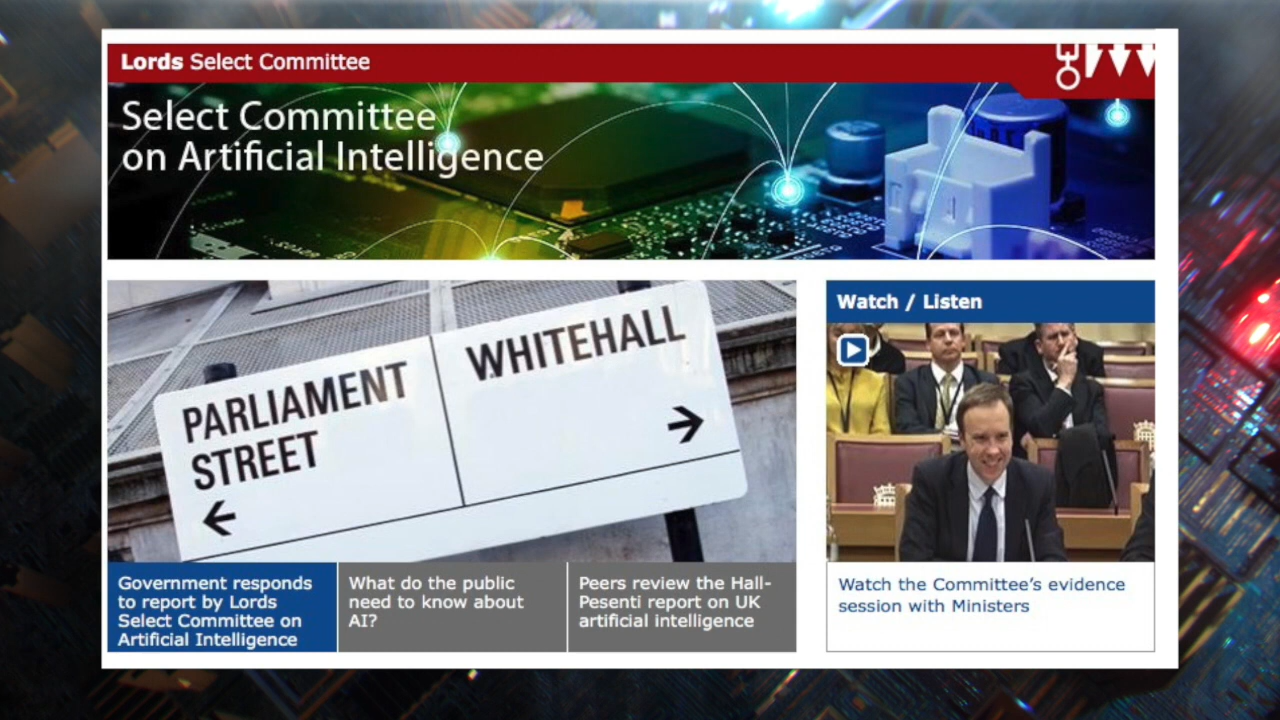 Lords Select Committee
Select Committee
on Artificial Intelligence
PARLIAMENT
STREET
WHITEHALL
Government responds
to report by Lords
Select Committee on
Artificial Intelligence
What do the public
need to know about
AI?
Peers review the Hall-
Pesenti report on UK
artificial intelligence
Watch / Listen
Watch the Committee's evidence
session with Ministers